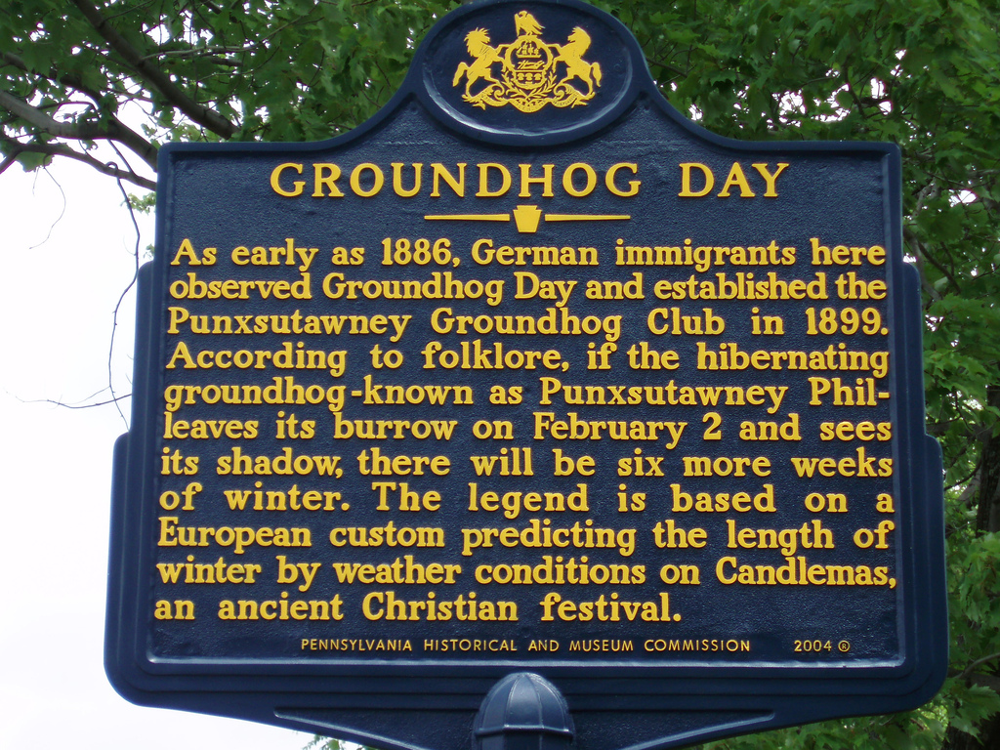 GROUNDHOG DAY
As early as 1886, German immigrants here
observed Groundhog Day and established the
Punxsutawney Groundhog Club in 1899.
According to folklore, if the hibernating
groundhog-known as Punxsutawney Phil-
leaves its burrow on February 2 and sees
its shadow, there will be six more weeks
of winter. The legend is based on a
European custom predicting the length of
winter by weather conditions on Candlemas,
an ancient Christian festival.
PENNSYLVANIA HISTORICAL AND MUSEUM COMMISSION 2004 ®